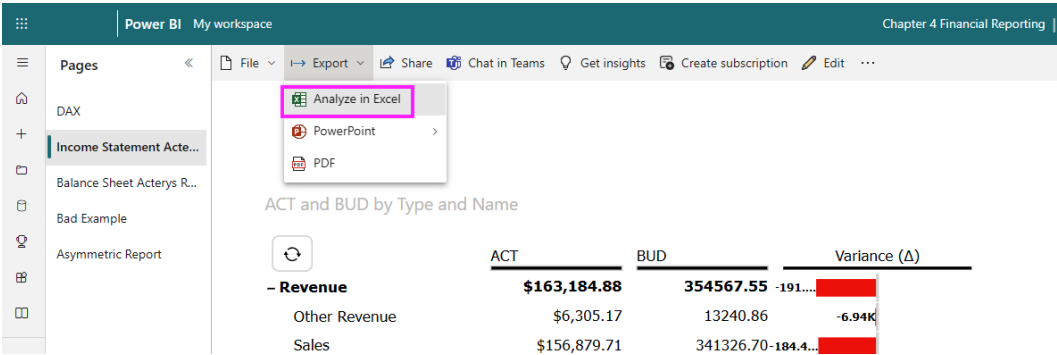 Power BI My workspace
Chapter 4 Financial Reporting
Pages
File
Export
Share
Chat in Teams
Get insights
Create subscription
Edit
Analyze in Excel
PowerPoint
PDF
DAX
Income Statement Acte...
Balance Sheet Acterys R...
Bad Example
Asymmetric Report
ACT and BUD by Type and Name
ACT BUD Variance (Δ)
– Revenue $163,184.88 354567.55 -191....
Other Revenue $6,305.17 13240.86 -6.94K
Sales $156,879.71 341326.70 -184.4...